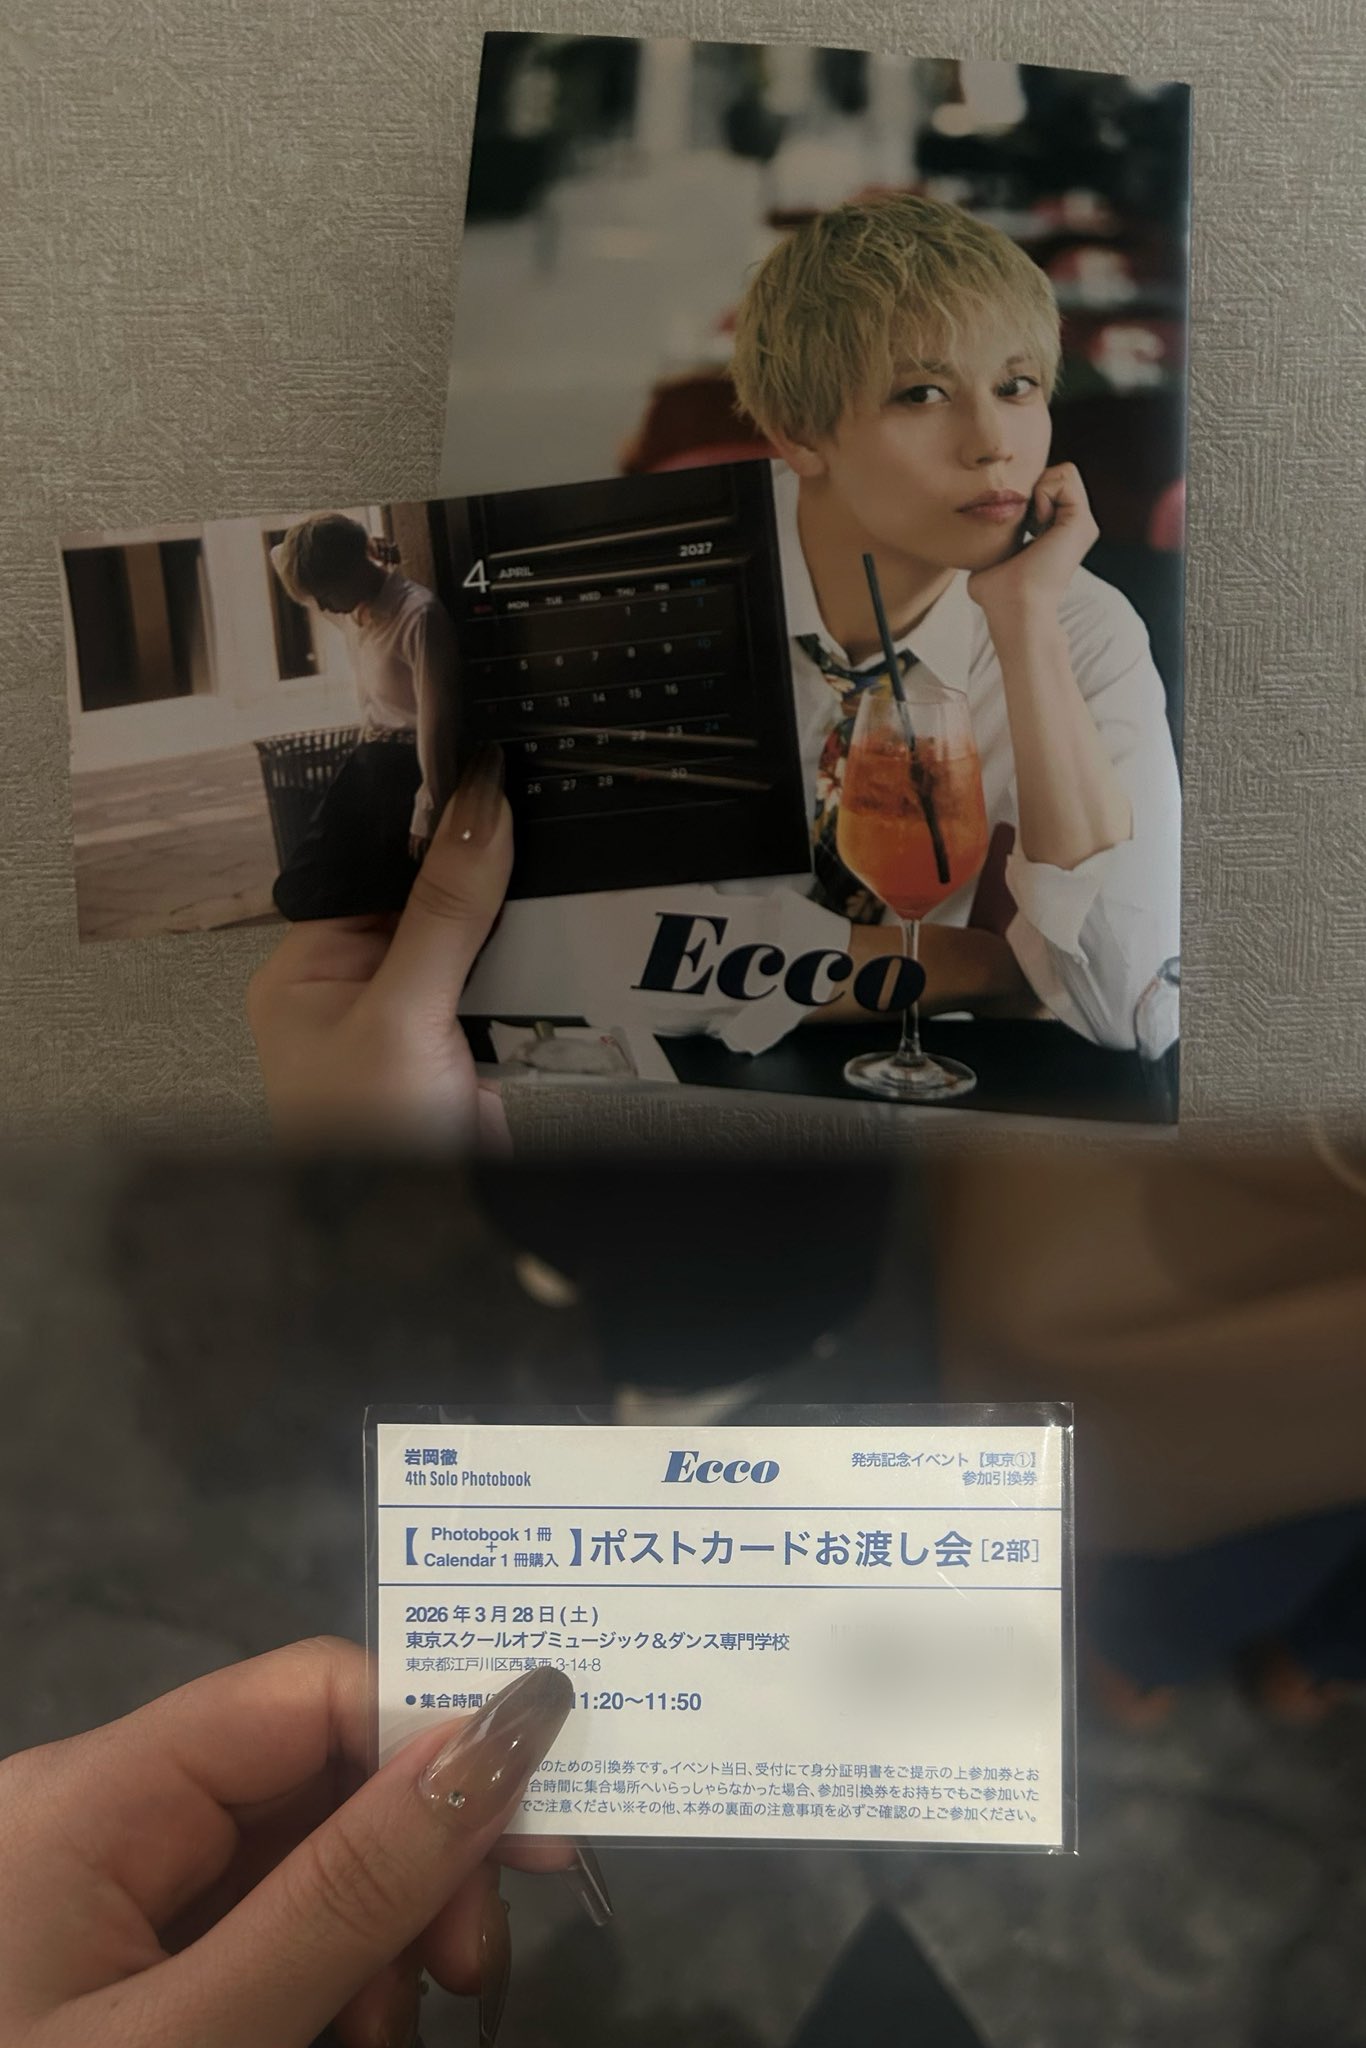 4 APRIL 2027
SUN MON TUE WED THU FRI SAT
1 2 3
4 5 6 7 8 9 10
11 12 13 14 15 16 17
19 20 21 22 23 24
26 27 28 30
Ecco
岩岡徹
4th Solo Photobook
Ecco
発売記念イベント【東京①】
参加引換券
【Photobook 1 冊
+
Calendar 1 冊購入】ポストカードお渡し会［2部］
2026 年 3 月 28 日 ( 土 )
東京スクールオブミュージック＆ダンス専門学校
東京都江戸川区西葛西 3-14-8
● 集合時間 11:20〜11:50
のための引換券です。イベント当日、受付にて身分証明書をご提示の上参加券とお
合時間に集合場所へいらっしゃらなかった場合、参加引換券をお持ちでもご参加いた
でご注意ください※その他、本券の裏面の注意事項を必ずご確認の上ご参加ください。